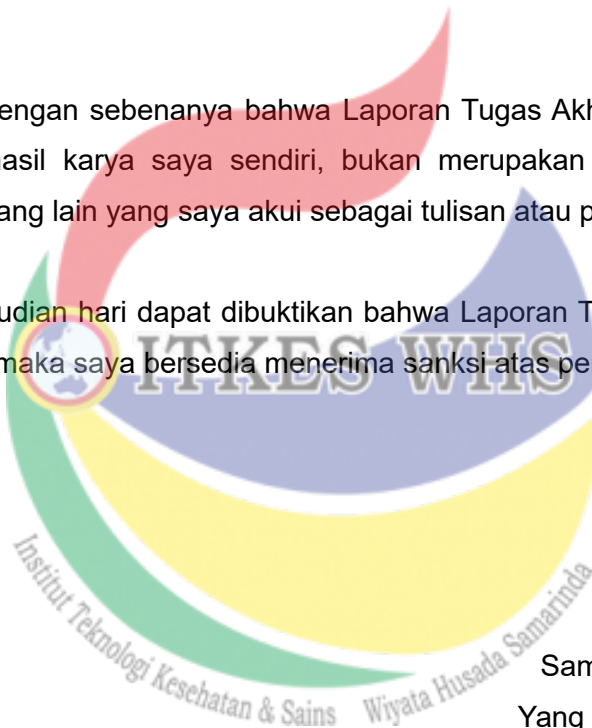 engan sebenanya bahwa Laporan Tugas Akh
asil karya saya sendiri, bukan merupakan
ang lain yang saya akui sebagai tulisan atau p
udian hari dapat dibuktikan bahwa Laporan T
maka saya bersedia menerima sanksi atas pe
ITKES WHS
Institut Teknologi Kesehatan & Sains Wiyata Husada Samarinda
Sam
Yang